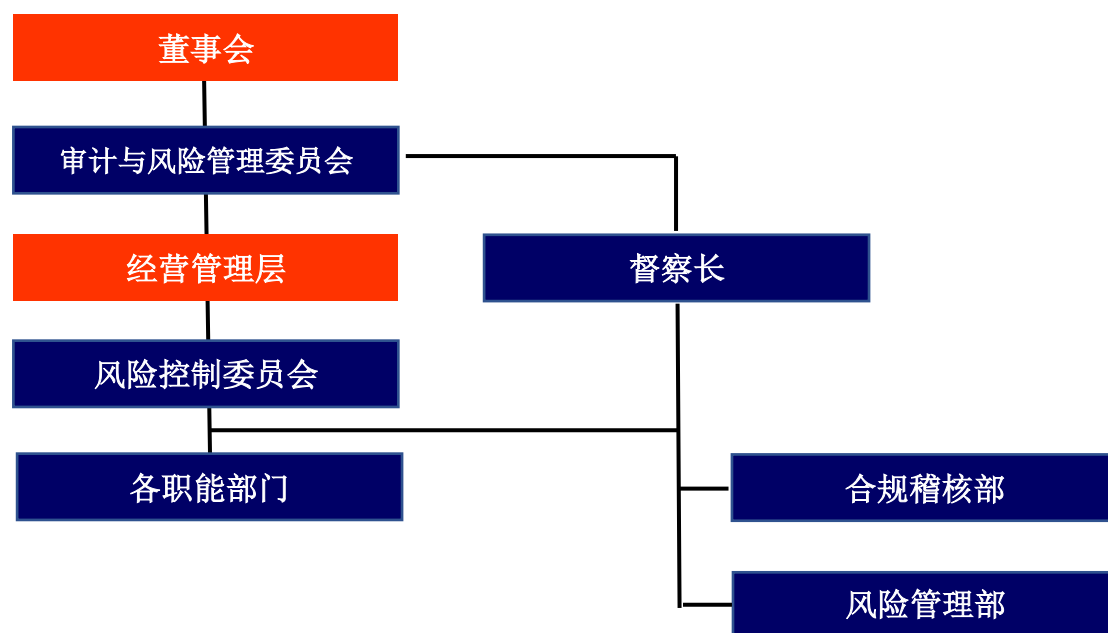 董事会
审计与风险管理委员会
经营管理层
督察长
风险控制委员会
各职能部门
合规稽核部
风险管理部